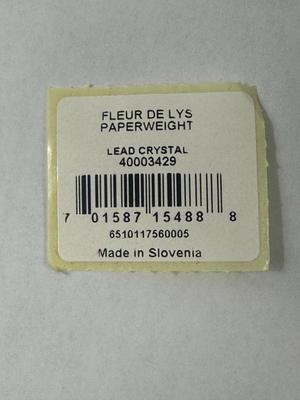 FLEUR DE LYS
PAPERWEIGHT
LEAD CRYSTAL
40003429
7 01587 15488 8
6510117560005
Made in Slovenia